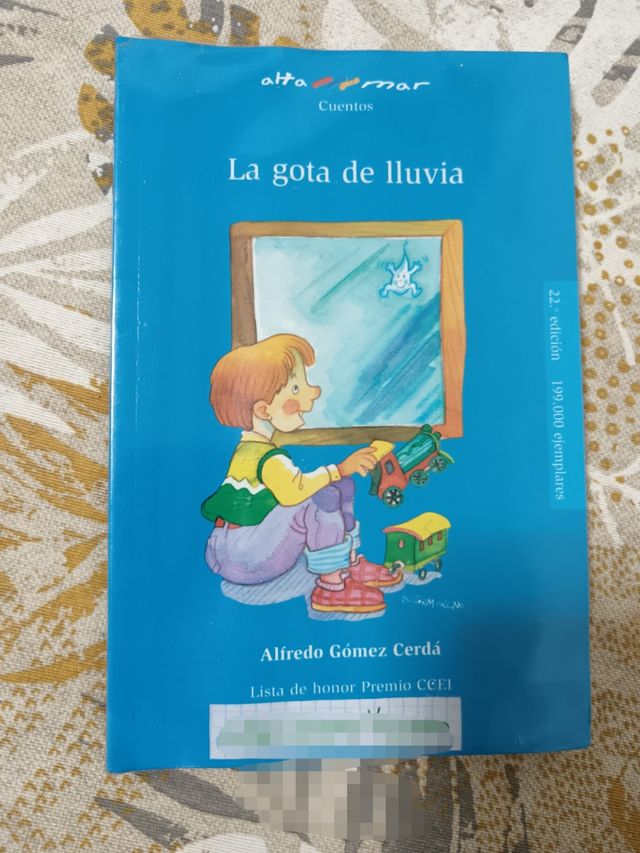 alta mar
Cuentos
La gota de lluvia
22.ª edición 199.000 ejemplares
Alfredo Gómez Cerdá
Lista de honor Premio CCEI